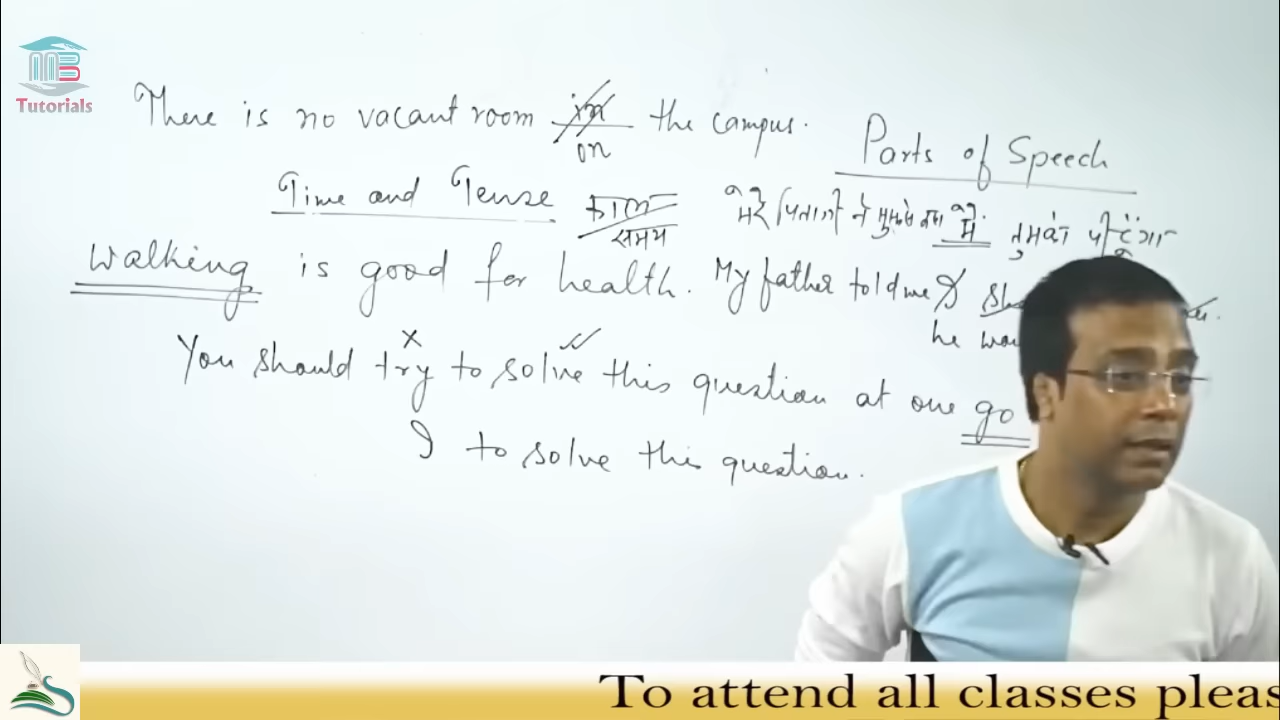 MB
Tutorials
There is no vacant room in the campus.
on
Parts of Speech
Time and Tense काल
समय
मेरे पिताजी ने मुझसे कहा मैं तुमको पीटूंगा
Walking is good for health. My father told me I
he
You should try to solve this question at one go
I to solve this question.
To attend all classes pleas